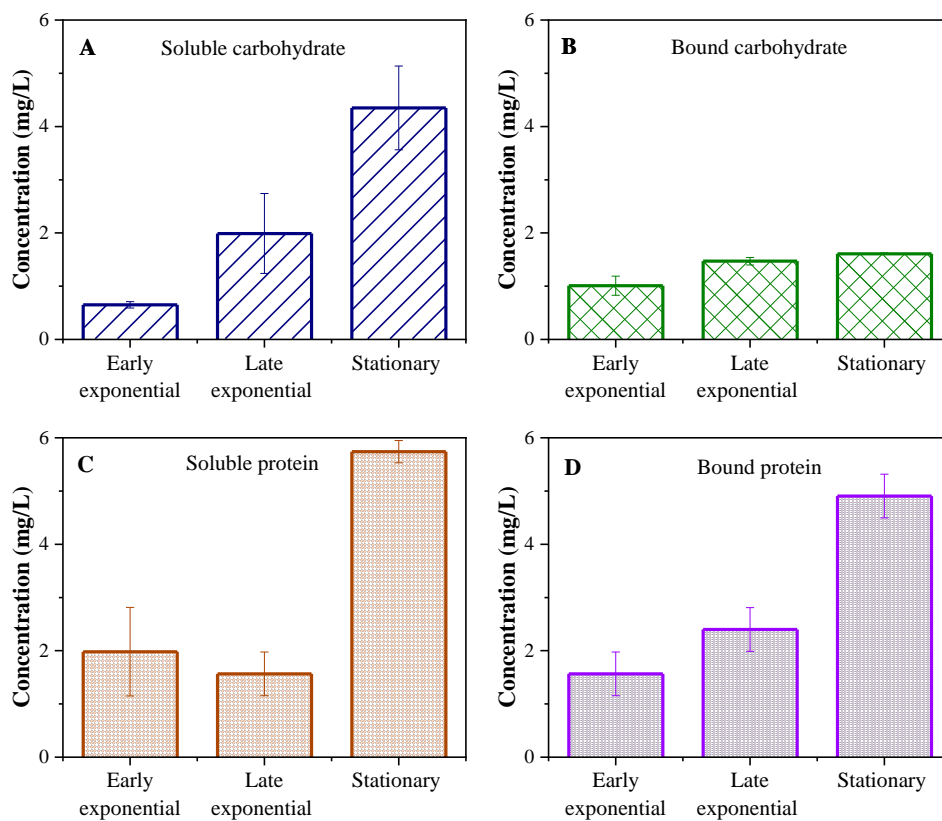 A
Soluble carbohydrate
Concentration (mg/L)
6
4
2
0
Early
exponential
Late
exponential
Stationary
B
Bound carbohydrate
Concentration (mg/L)
6
4
2
0
Early
exponential
Late
exponential
Stationary
C
Soluble protein
Concentration (mg/L)
6
4
2
0
Early
exponential
Late
exponential
Stationary
D
Bound protein
Concentration (mg/L)
6
4
2
0
Early
exponential
Late
exponential
Stationary